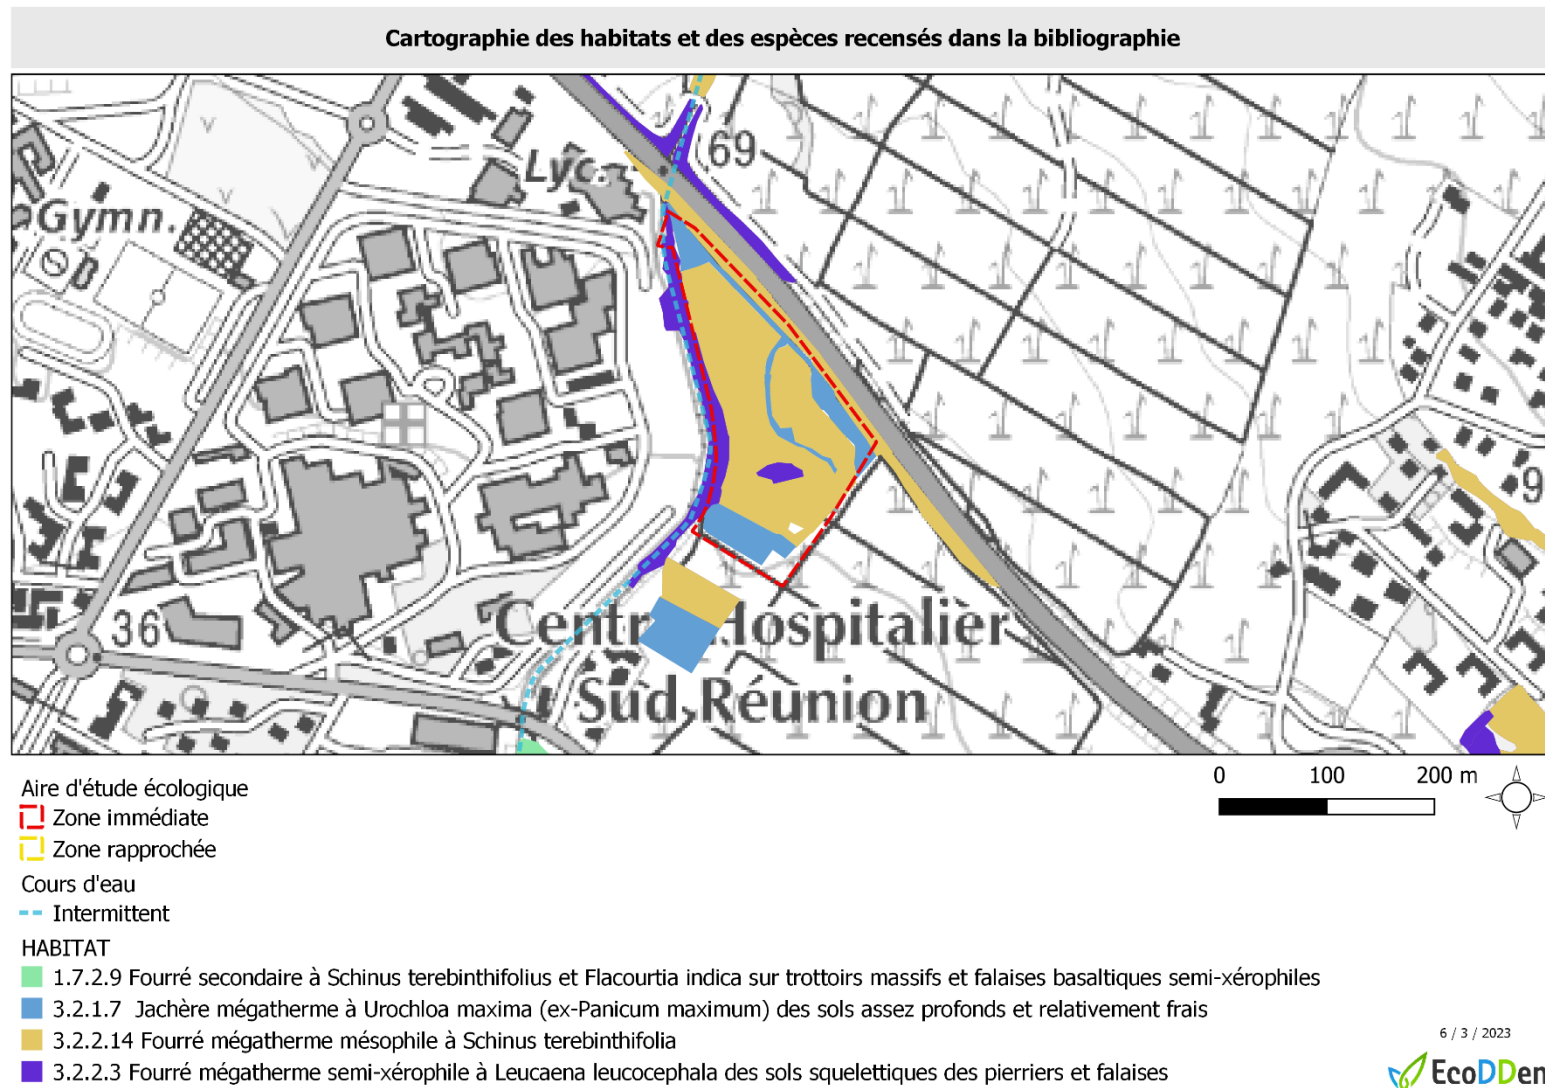 Cartographie des habitats et des espèces recensés dans la bibliographie
69
Lyc.
Gymn.
9
36
Centr Hospitalier
Sud Réunion
Aire d'étude écologique
Zone immédiate
Zone rapprochée
Cours d'eau
Intermittent
HABITAT
1.7.2.9 Fourré secondaire à Schinus terebinthifolius et Flacourtia indica sur trottoirs massifs et falaises basaltiques semi-xérophiles
3.2.1.7 Jachère mégatherme à Urochloa maxima (ex-Panicum maximum) des sols assez profonds et relativement frais
3.2.2.14 Fourré mégatherme mésophile à Schinus terebinthifolia
3.2.2.3 Fourré mégatherme semi-xérophile à Leucaena leucocephala des sols squelettiques des pierriers et falaises
0 100 200 m
6 / 3 / 2023
EcoDDen